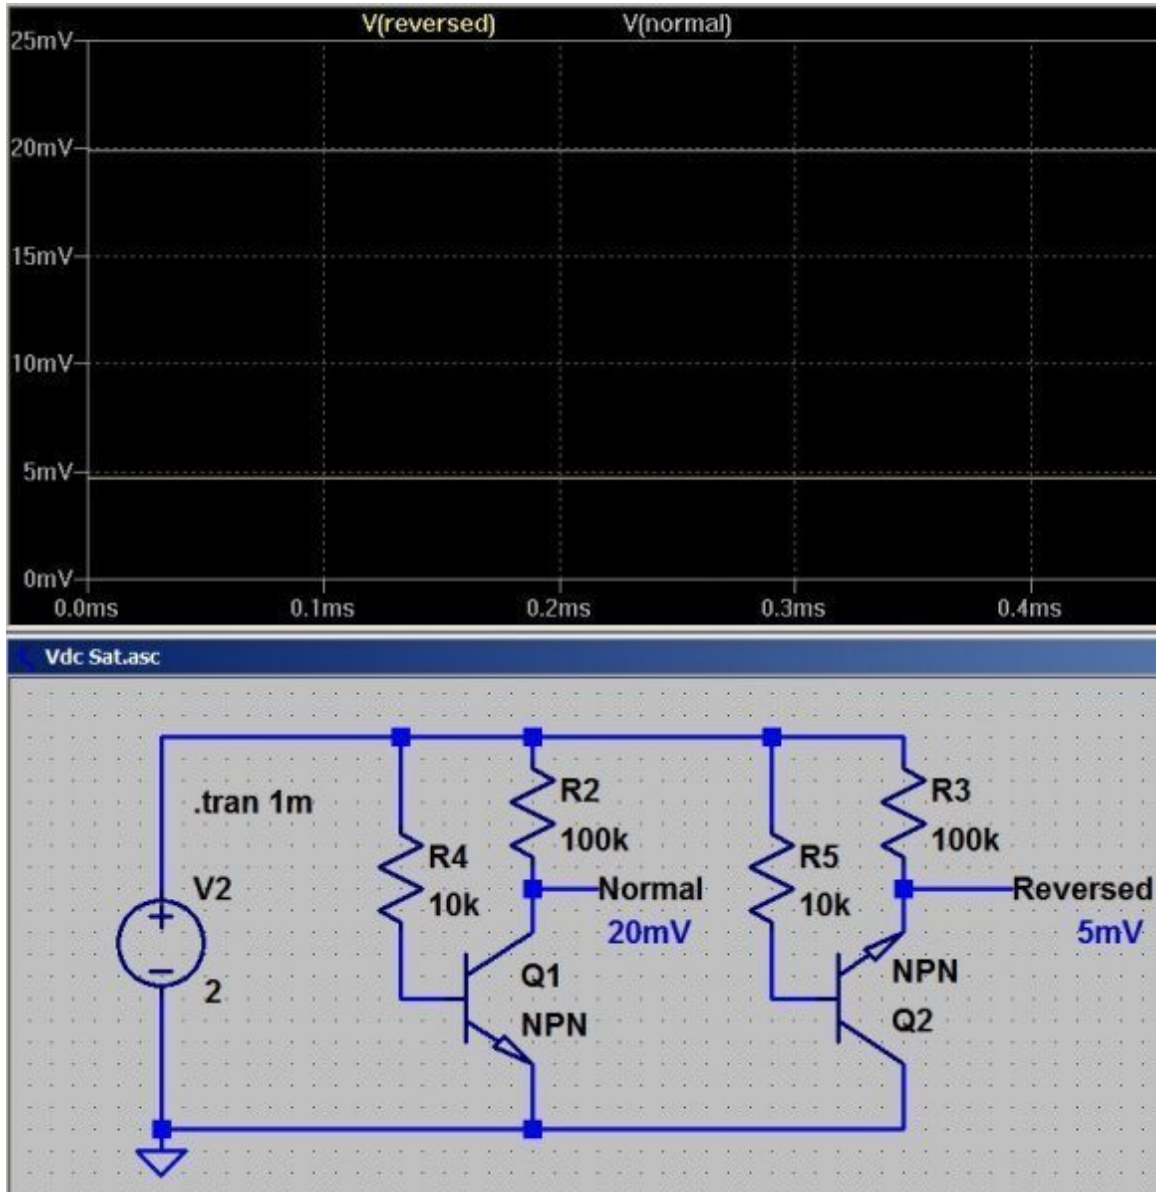 V(reversed) V(normal)
25mV
20mV
15mV
10mV
5mV
0mV
0.0ms 0.1ms 0.2ms 0.3ms 0.4ms
Vdc Sat.asc
.tran 1m
V2
2
R4
10k
R2
100k
Normal
20mV
Q1
NPN
R5
10k
R3
100k
Reversed
5mV
NPN
Q2